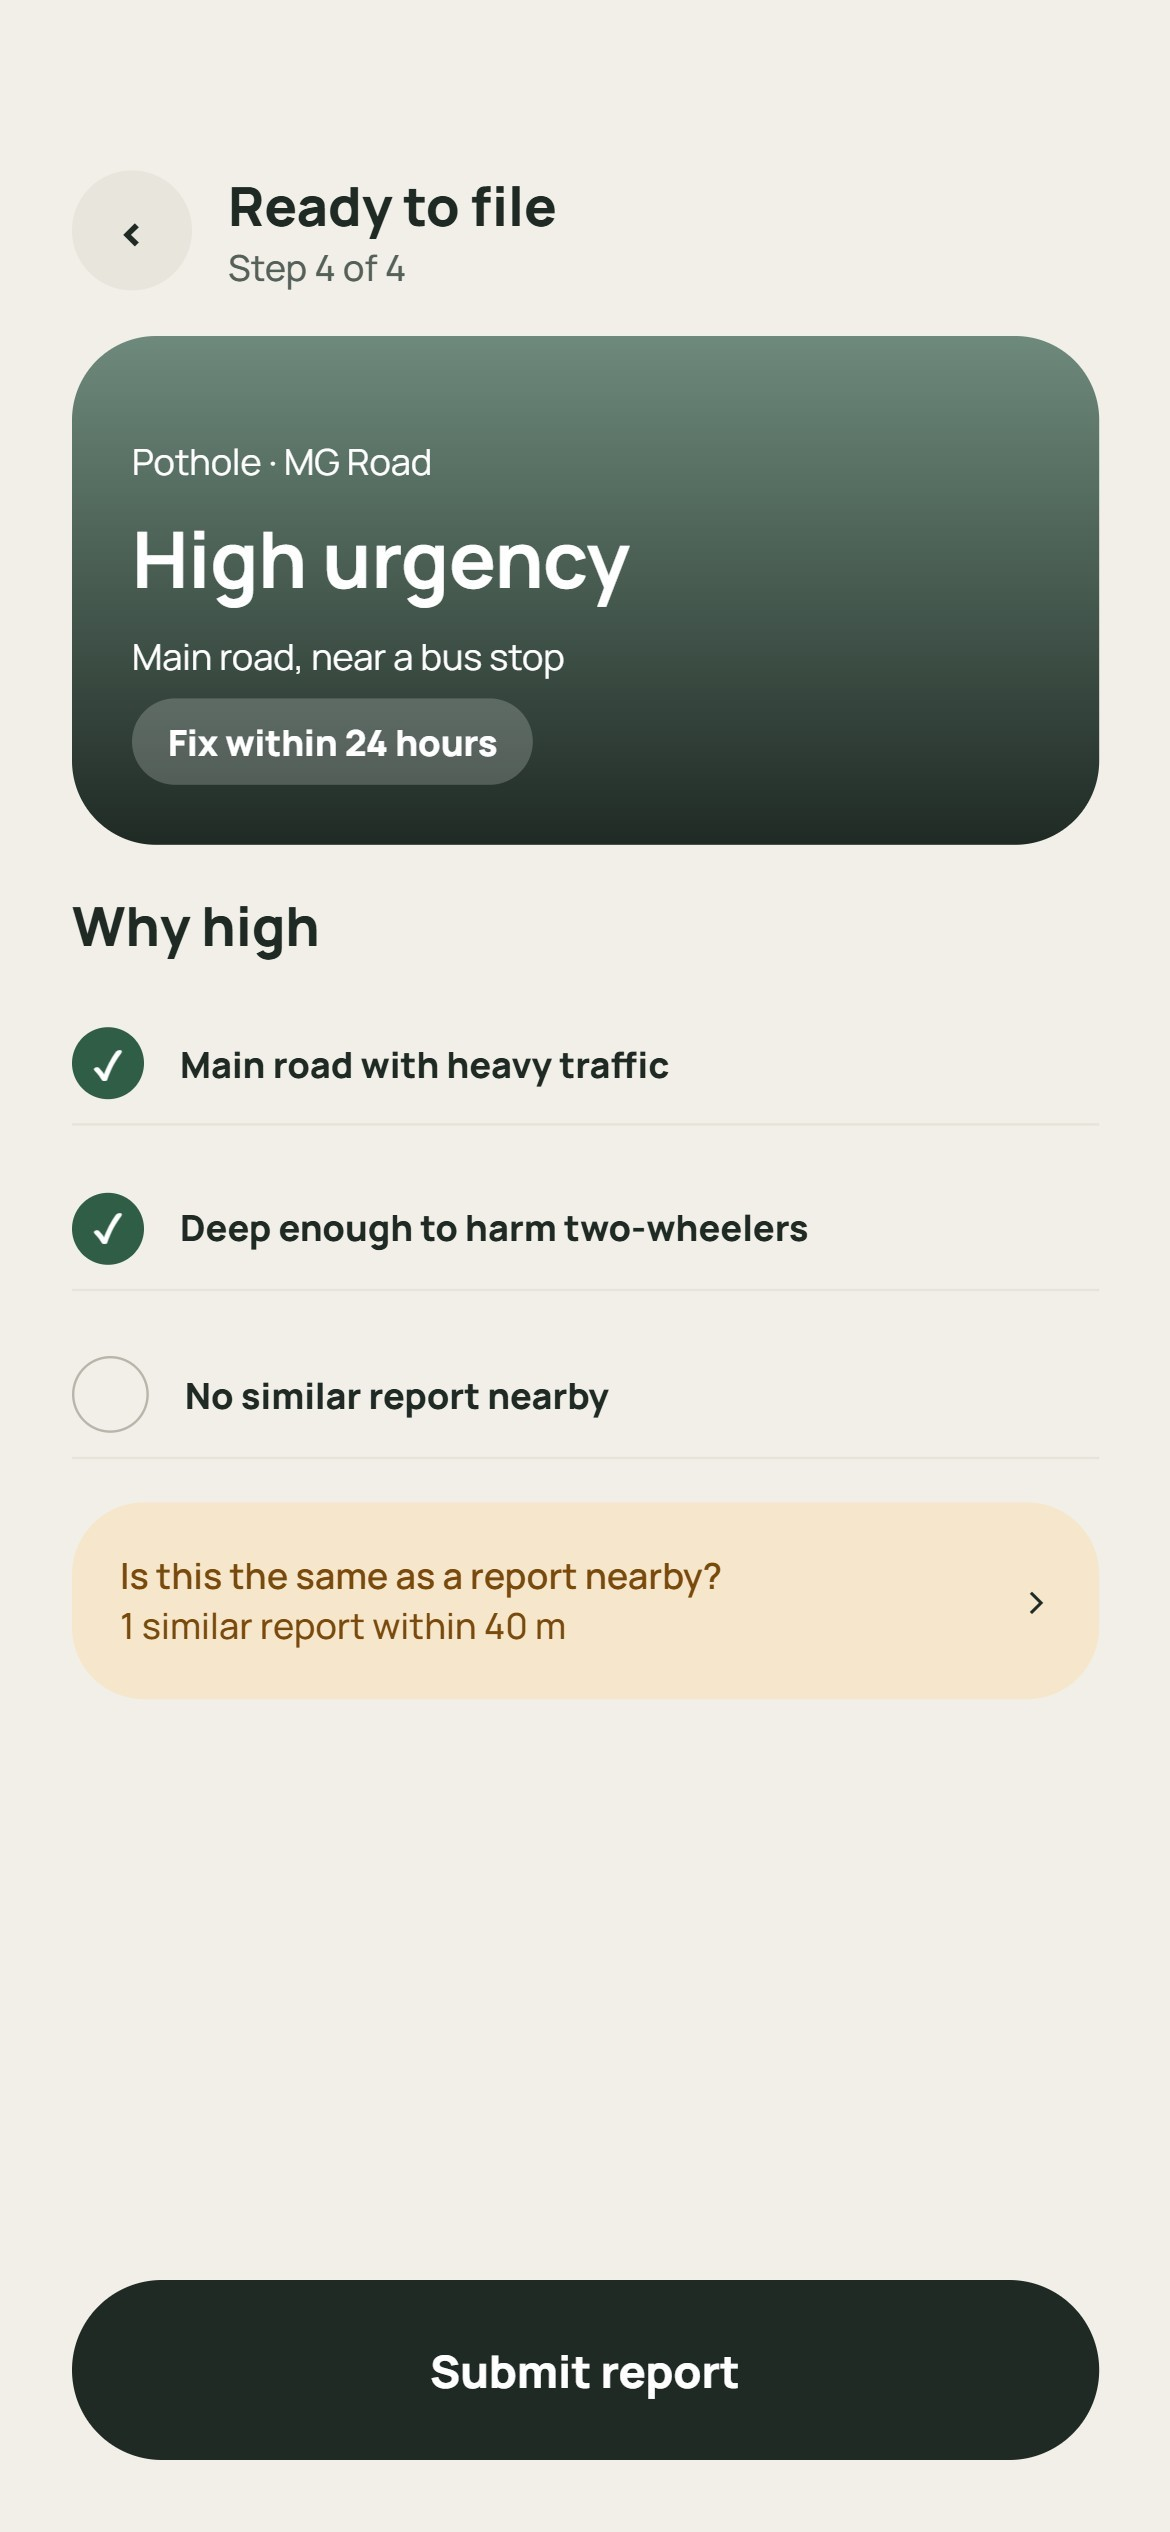 Ready to file
Step 4 of 4
Pothole · MG Road
High urgency
Main road, near a bus stop
Fix within 24 hours
Why high
Main road with heavy traffic
Deep enough to harm two-wheelers
No similar report nearby
Is this the same as a report nearby?
1 similar report within 40 m
Submit report